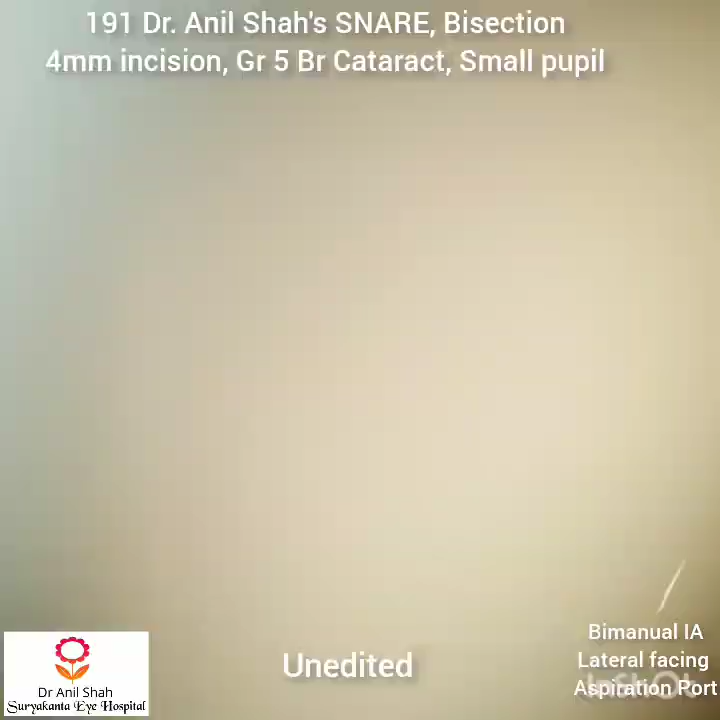 191 Dr. Anil Shah's SNARE, Bisection
4mm incision, Gr 5 Br Cataract, Small pupil
Bimanual IA
Lateral facing
Aspiration Port
Unedited
Dr Anil Shah
Suryakanta Eye Hospital
InShOt